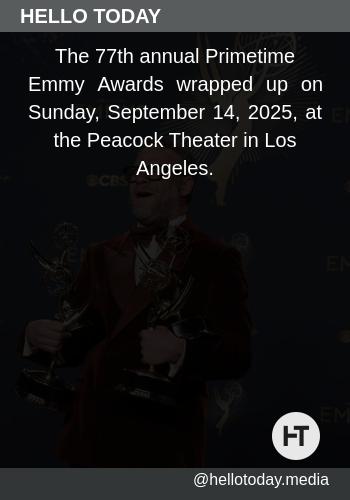 HELLO TODAY
The 77th annual Primetime
Emmy Awards wrapped up on
Sunday, September 14, 2025, at
the Peacock Theater in Los
Angeles.
CBS
HT
@hellotoday.media